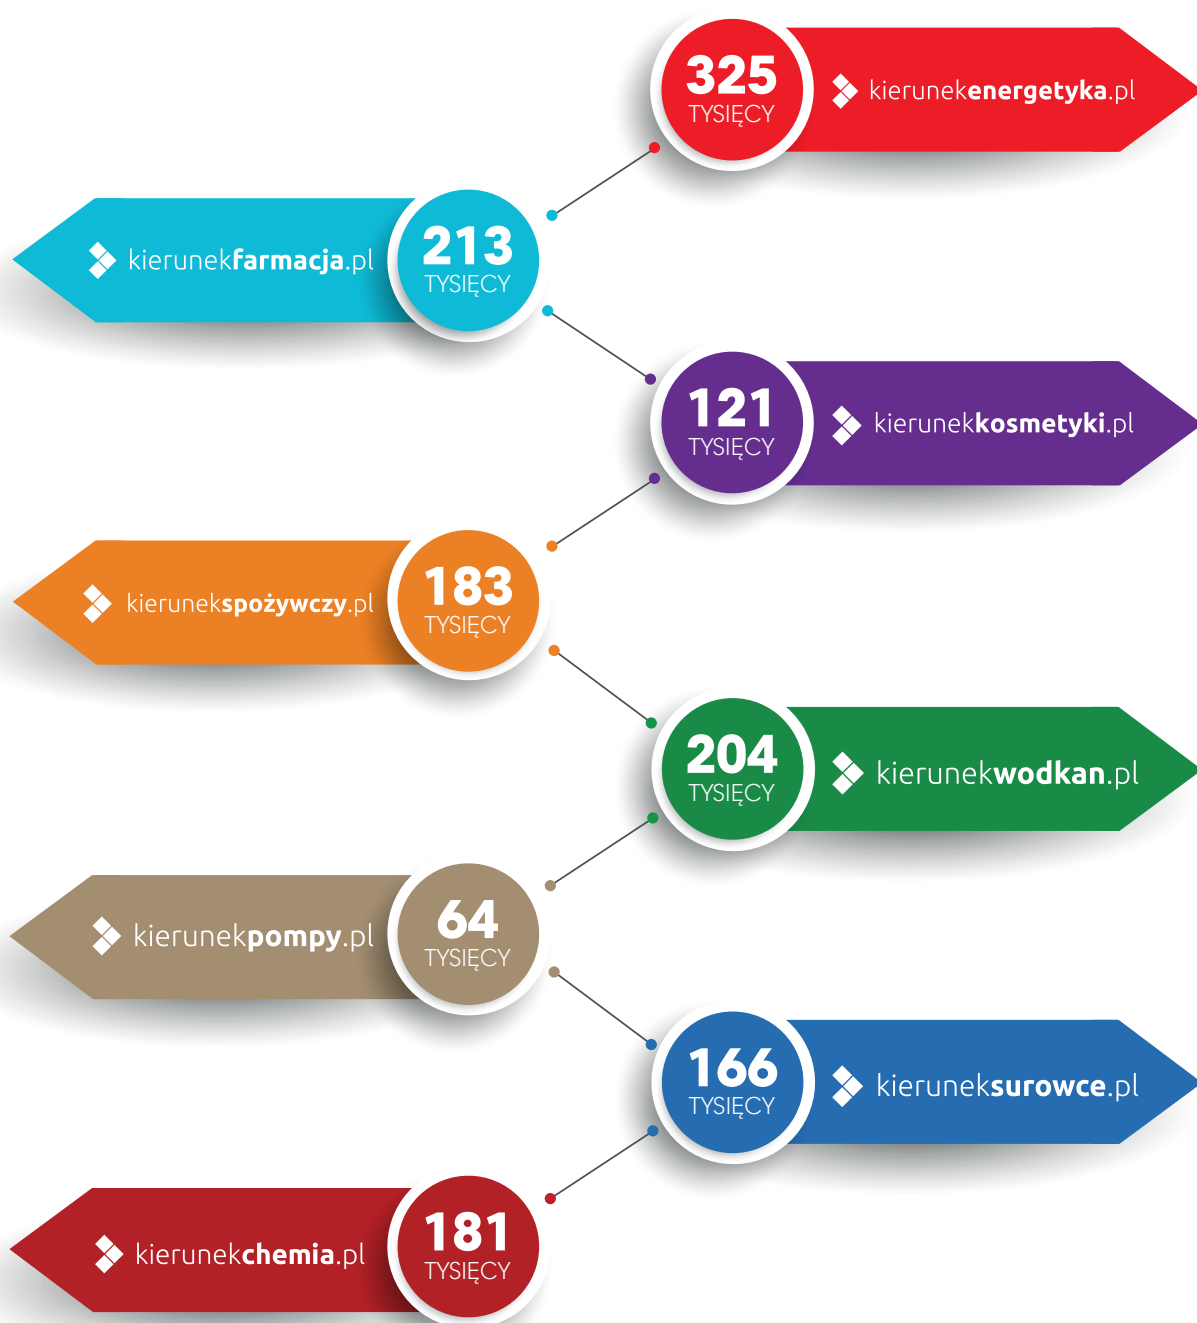 325
TYSIĘCY
kierunekenergetyka.pl
kierunekfarmacja.pl
213
TYSIĘCY
121
TYSIĘCY
kierunekkosmetyki.pl
kierunekspożywczy.pl
183
TYSIĘCY
204
TYSIĘCY
kierunekwodkan.pl
kierunekpompy.pl
64
TYSIĘCY
166
TYSIĘCY
kieruneksurowce.pl
kierunekchemia.pl
181
TYSIĘCY